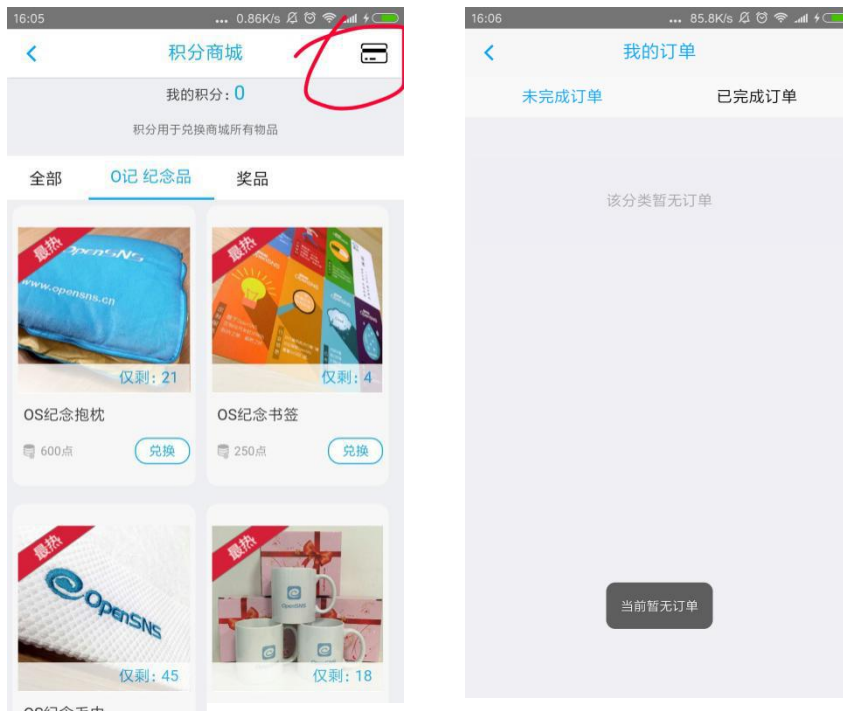 16:05
... 0.86K/s
积分商城
我的积分: 0
积分用于兑换商城所有物品
全部 O记 纪念品 奖品
最热
OpenSNS
www.opensns.cn
仅剩: 21
最热
仅剩: 4
OS纪念抱枕
600点 兑换
OS纪念书签
250点 兑换
最热
OpenSNS
仅剩: 45
最热
OpenSNS
仅剩: 18
16:06
... 85.8K/s
我的订单
未完成订单 已完成订单
该分类暂无订单
当前暂无订单